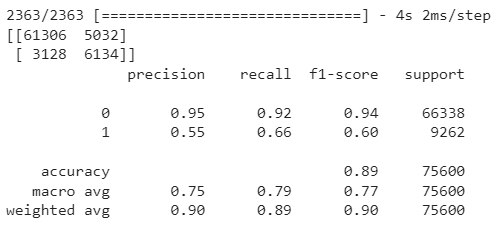 2363/2363 [==============================] - 4s 2ms/step
[[61306  5032]
 [ 3128  6134]]
              precision    recall  f1-score   support

           0       0.95      0.92      0.94     66338
           1       0.55      0.66      0.60      9262

    accuracy                           0.89     75600
   macro avg       0.75      0.79      0.77     75600
weighted avg       0.90      0.89      0.90     75600